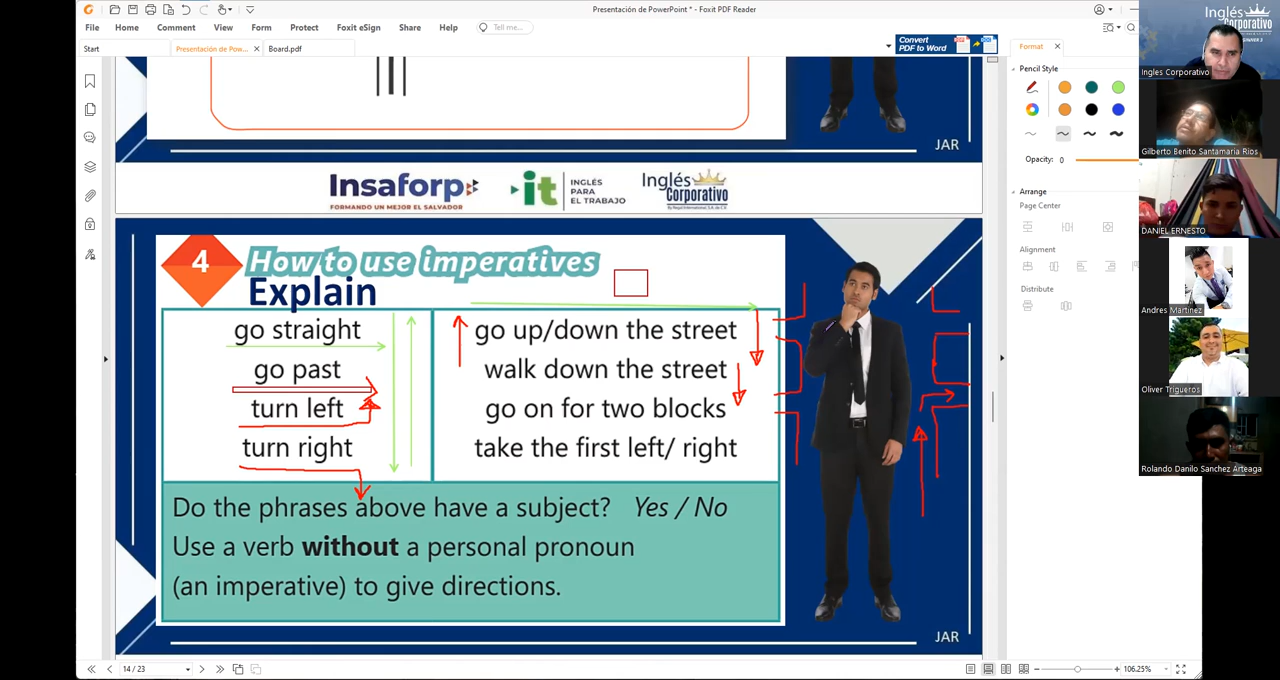 Presentación de PowerPoint * - Foxit PDF Reader
File Home Comment View Form Protect Foxit eSign Share Help Tell me...
Start Presentación de Pow... Board.pdf
Convert
PDF to Word
Format
Pencil Style
Opacity 0
Arrange
Page Center
Alignment
Distribute
JAR
Insaforp
FORMANDO UN MEJOR EL SALVADOR
it
INGLÉS
PARA
EL TRABAJO
Inglés
Corporativo
4
How to use imperatives
Explain
go straight
go past
turn left
turn right
go up/down the street
walk down the street
go on for two blocks
take the first left/ right
Do the phrases above have a subject? Yes / No
Use a verb without a personal pronoun
(an imperative) to give directions.
JAR
14 / 23
106.25%
Inglés
Corporativo
Ingles Corporativo
Gilberto Benito Santamaria Rios
DANIEL ERNESTO
Andres Martinez
Oliver Trigueros
Rolando Danilo Sanchez Arteaga